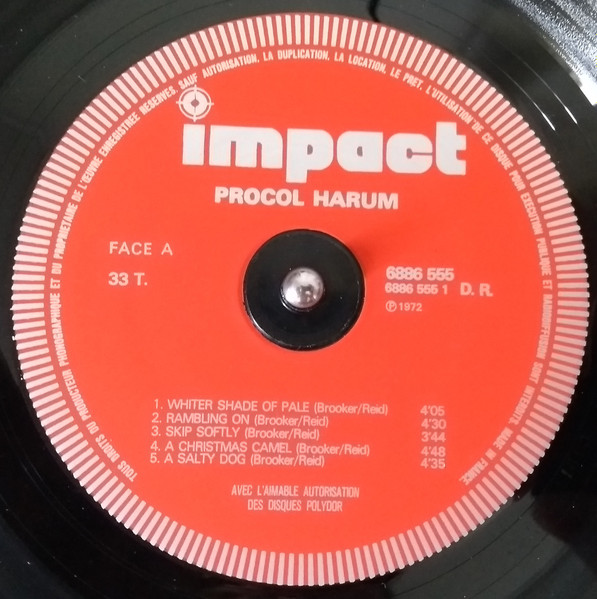 TOUS DROITS DU PRODUCTEUR PHONOGRAPHIQUE ET DU PROPRIETAIRE DE L'ŒUVRE ENREGISTREE RESERVES. SAUF AUTORISATION, LA DUPLICATION, LA LOCATION, LE PRET, L'UTILISATION DE CE DISQUE POUR EXECUTION PUBLIQUE ET RADIODIFFUSION SONT INTERDITS. MADE IN FRANCE.
impact
PROCOL HARUM
FACE A
33 T.
6886 555
6886 555 1 D. R.
℗ 1972
1. WHITER SHADE OF PALE (Brooker/Reid) 4'05
2. RAMBLING ON (Brooker/Reid) 4'30
3. SKIP SOFTLY (Brooker/Reid) 3'44
4. A CHRISTMAS CAMEL (Brooker/Reid) 4'48
5. A SALTY DOG (Brooker/Reid) 4'35
AVEC L'AIMABLE AUTORISATION
DES DISQUES POLYDOR